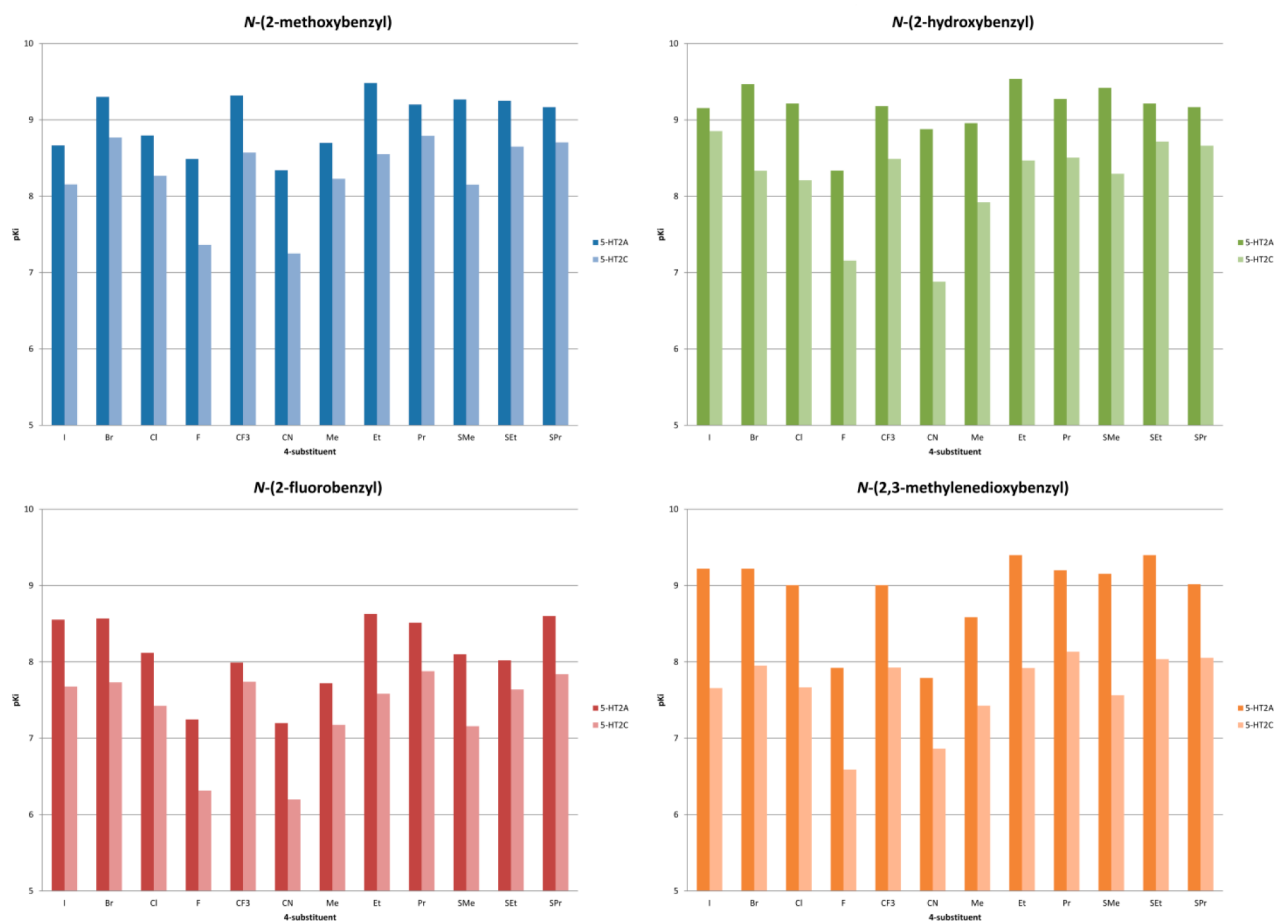 N-(2-methoxybenzyl)
10
9
8
7
6
5
pKi
I Br Cl F CF3 CN Me Et Pr SMe SEt SPr
4-substituent
5-HT2A
5-HT2C
N-(2-hydroxybenzyl)
10
9
8
7
6
5
pKi
I Br Cl F CF3 CN Me Et Pr SMe SEt SPr
4-substituent
5-HT2A
5-HT2C
N-(2-fluorobenzyl)
10
9
8
7
6
5
pKi
I Br Cl F CF3 CN Me Et Pr SMe SEt SPr
4-substituent
5-HT2A
5-HT2C
N-(2,3-methylenedioxybenzyl)
10
9
8
7
6
5
pKi
I Br Cl F CF3 CN Me Et Pr SMe SEt SPr
4-substituent
5-HT2A
5-HT2C